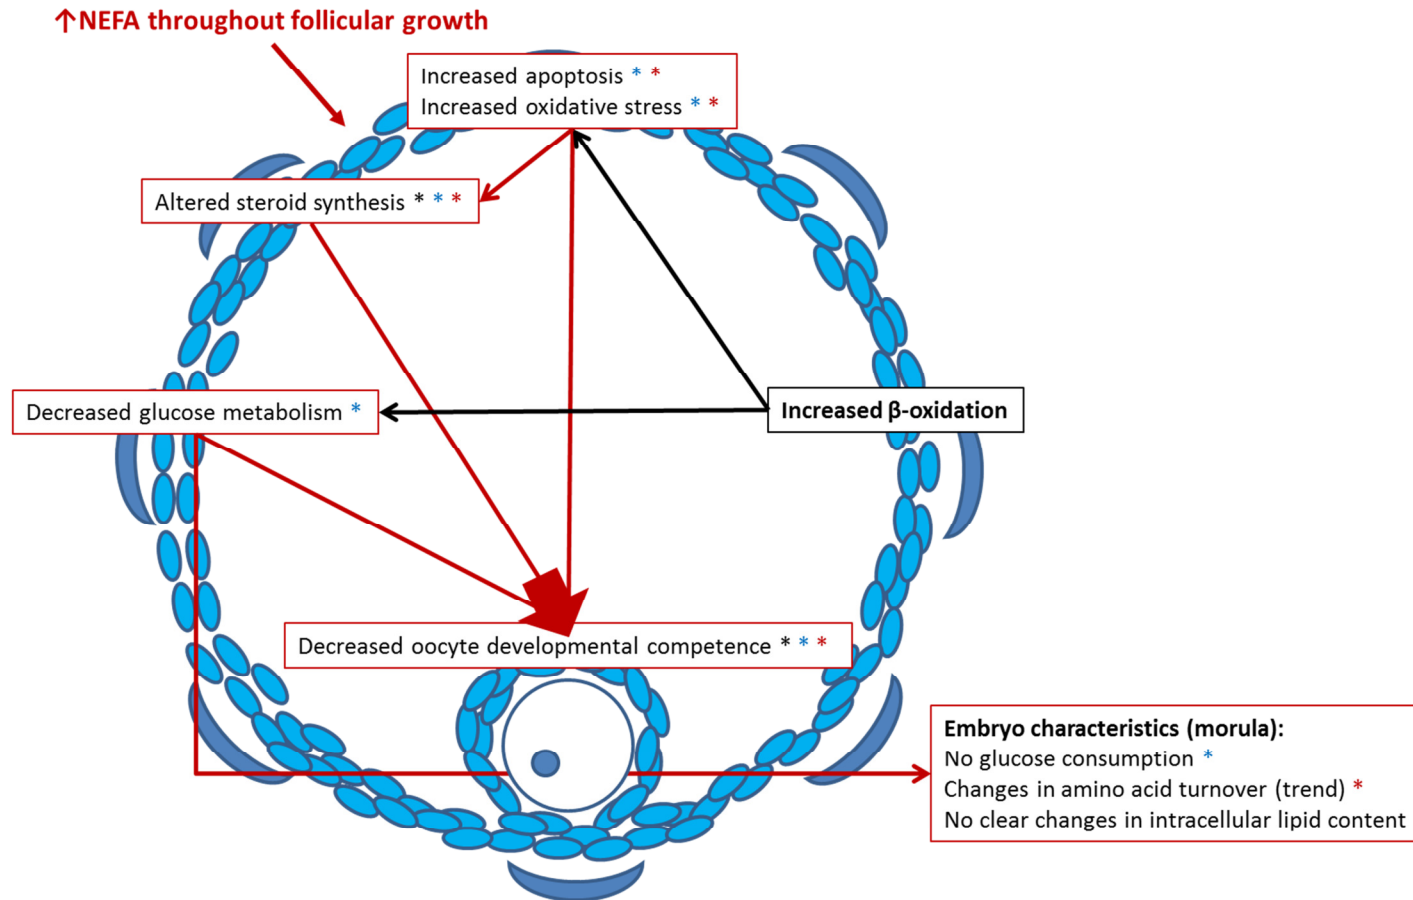 ↑NEFA throughout follicular growth
Increased apoptosis * *
Increased oxidative stress * *
Altered steroid synthesis * * *
Decreased glucose metabolism *
Increased β-oxidation
Decreased oocyte developmental competence * * *
Embryo characteristics (morula):
No glucose consumption *
Changes in amino acid turnover (trend) *
No clear changes in intracellular lipid content